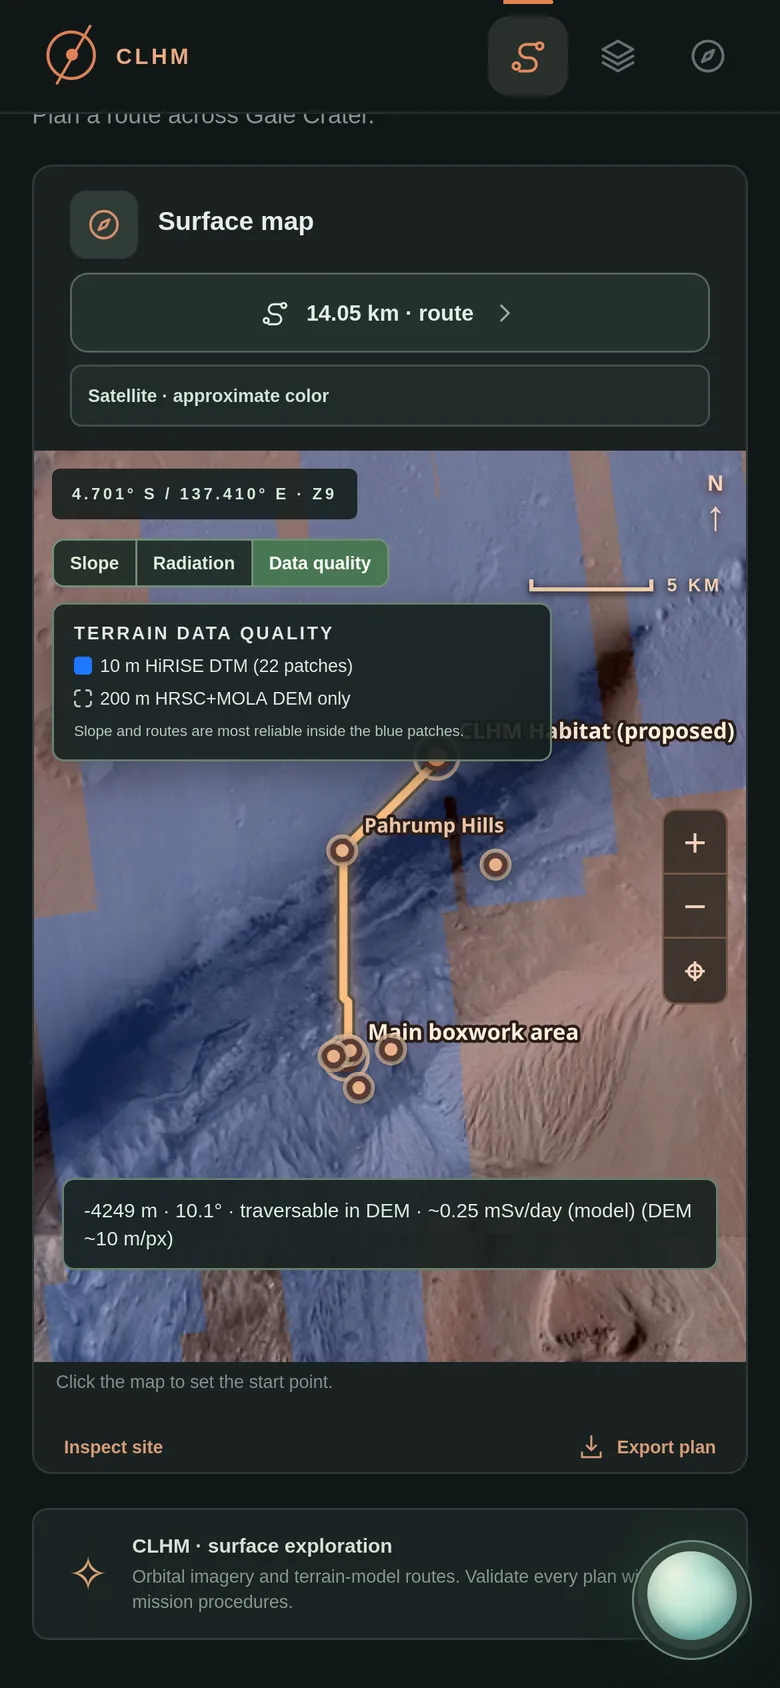 CLHM
Plan a route across Gale Crater.
Surface map
14.05 km · route
Satellite · approximate color
4.701° S / 137.410° E · Z9
N
↑
Slope
Radiation
Data quality
5 KM
TERRAIN DATA QUALITY
10 m HiRISE DTM (22 patches)
200 m HRSC+MOLA DEM only
Slope and routes are most reliable inside the blue patches.
CLHM Habitat (proposed)
Pahrump Hills
+
−
Main boxwork area
-4249 m · 10.1° · traversable in DEM · ~0.25 mSv/day (model) (DEM
~10 m/px)
Click the map to set the start point.
Inspect site
Export plan
CLHM · surface exploration
Orbital imagery and terrain-model routes. Validate every plan wi
mission procedures.